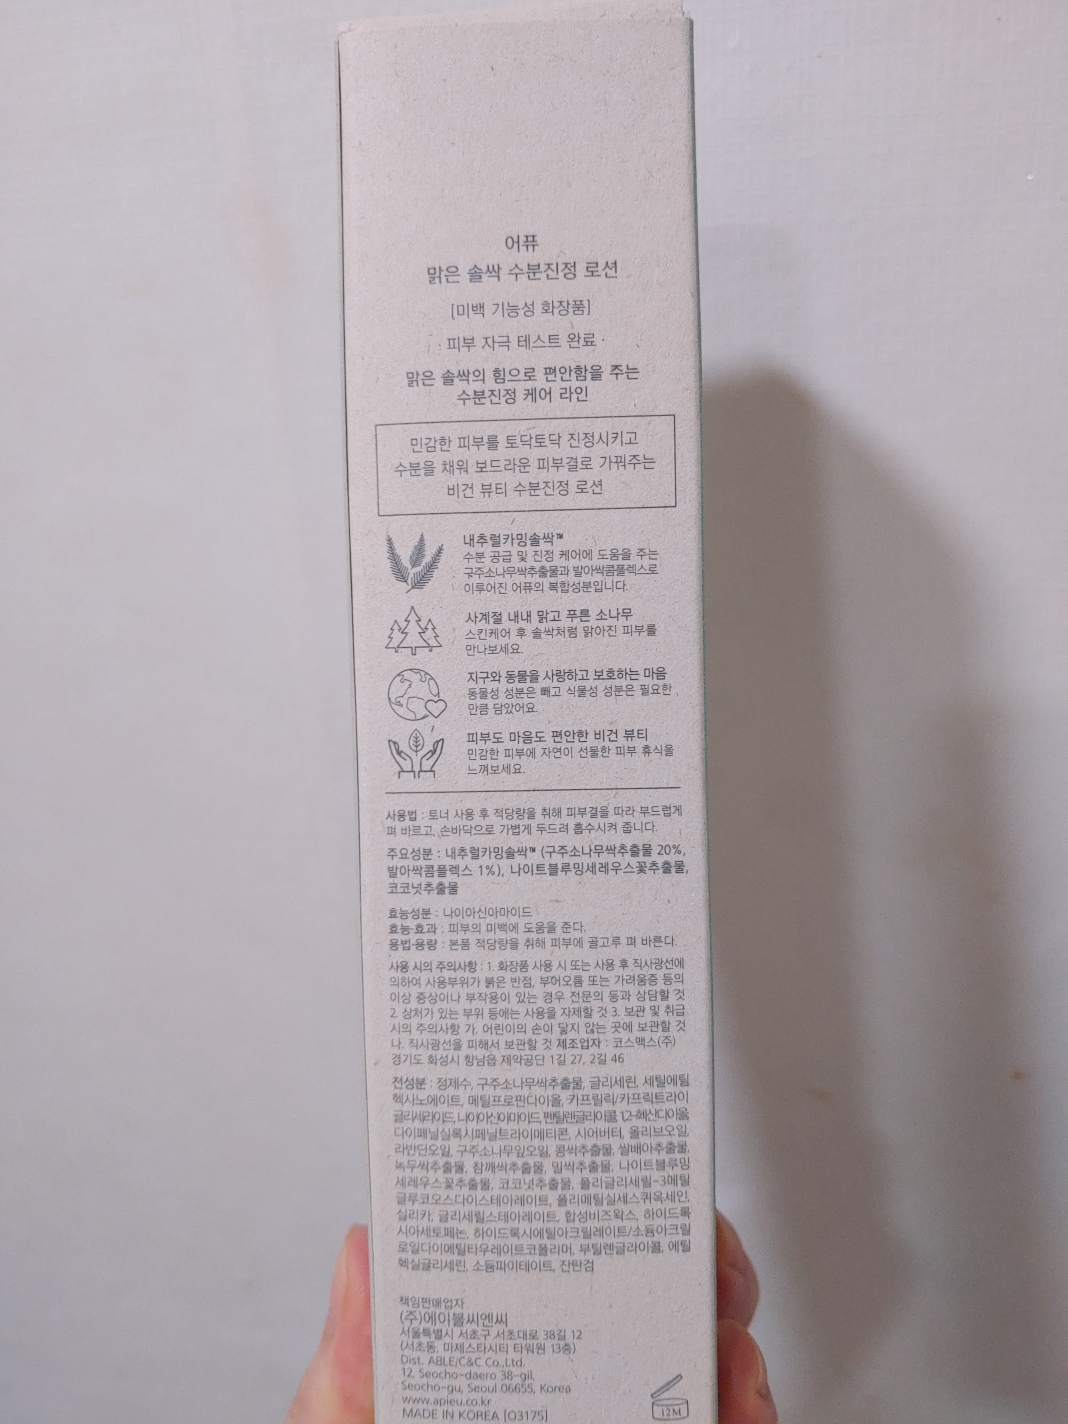 어퓨
맑은 솔싹 수분진정 로션
[미백 기능성 화장품]
· 피부 자극 테스트 완료 ·
맑은 솔싹의 힘으로 편안함을 주는
수분진정 케어 라인
민감한 피부를 토닥토닥 진정시키고
수분을 채워 보드라운 피부결로 가꿔주는
비건 뷰티 수분진정 로션
내추럴카밍솔싹™
수분 공급 및 진정 케어에 도움을 주는
구주소나무싹추출물과 발아싹콤플렉스로
이루어진 어퓨의 복합성분입니다.
사계절 내내 맑고 푸른 소나무
스킨케어 후 솔싹처럼 맑아진 피부를
만나보세요.
지구와 동물을 사랑하고 보호하는 마음
동물성 성분은 빼고 식물성 성분은 필요한
만큼 담았어요.
피부도 마음도 편안한 비건 뷰티
민감한 피부에 자연이 선물한 피부 휴식을
느껴보세요.
사용법 : 토너 사용 후 적당량을 취해 피부결을 따라 부드럽게
펴 바르고, 손바닥으로 가볍게 두드려 흡수시켜 줍니다.
주요성분 : 내추럴카밍솔싹™ (구주소나무싹추출물 20%,
발아싹콤플렉스 1%), 나이트블루밍세레우스꽃추출물,
코코넛추출물
효능성분 : 나이아신아마이드
효능·효과 : 피부의 미백에 도움을 준다.
용법·용량 : 본품 적당량을 취해 피부에 골고루 펴 바른다.
사용 시의 주의사항 : 1. 화장품 사용 시 또는 사용 후 직사광선에
의하여 사용부위가 붉은 반점, 부어오름 또는 가려움증 등의
이상 증상이나 부작용이 있는 경우 전문의 등과 상담할 것
2. 상처가 있는 부위 등에는 사용을 자제할 것 3. 보관 및 취급
시의 주의사항 가. 어린이의 손이 닿지 않는 곳에 보관할 것
나. 직사광선을 피해서 보관할 것 제조업자 : 코스맥스(주)
경기도 화성시 향남읍 제약공단 1길 27, 2길 46
전성분 : 정제수, 구주소나무싹추출물, 글리세린, 세틸에틸
헥사노에이트, 메틸프로판다이올, 카프릴릭/카프릭트라이
글리세라이드, 나이아신아마이드, 펜틸렌글라이콜, 1,2-헥산다이올,
다이페닐실록시페닐트라이메티콘, 시어버터, 올리브오일,
라반딘오일, 구주소나무잎오일, 콩싹추출물, 쌀배아추출물,
녹두싹추출물, 참깨싹추출물, 밀싹추출물, 나이트블루밍
세레우스꽃추출물, 코코넛추출물, 폴리글리세릴-3메틸
글루코오스다이스테아레이트, 폴리메틸실세스퀴옥세인,
실리카, 글리세릴스테아레이트, 합성비즈왁스, 하이드록
시아세토페논, 하이드록시에틸아크릴레이트/소듐아크릴
로일다이메틸타우레이트코폴리머, 부틸렌글라이콜, 에틸
헥실글리세린, 소듐파이테이트, 잔탄검
책임판매업자
(주)에이블씨엔씨
서울특별시 서초구 서초대로 38길 12
(서초동, 마제스타시티 타워원 13층)
Dist. ABLE/C&C Co.,Ltd.
12, Seocho-daero 38-gil,
Seocho-gu, Seoul 06655, Korea
www.apieu.co.kr
MADE IN KOREA [O3175]
12M